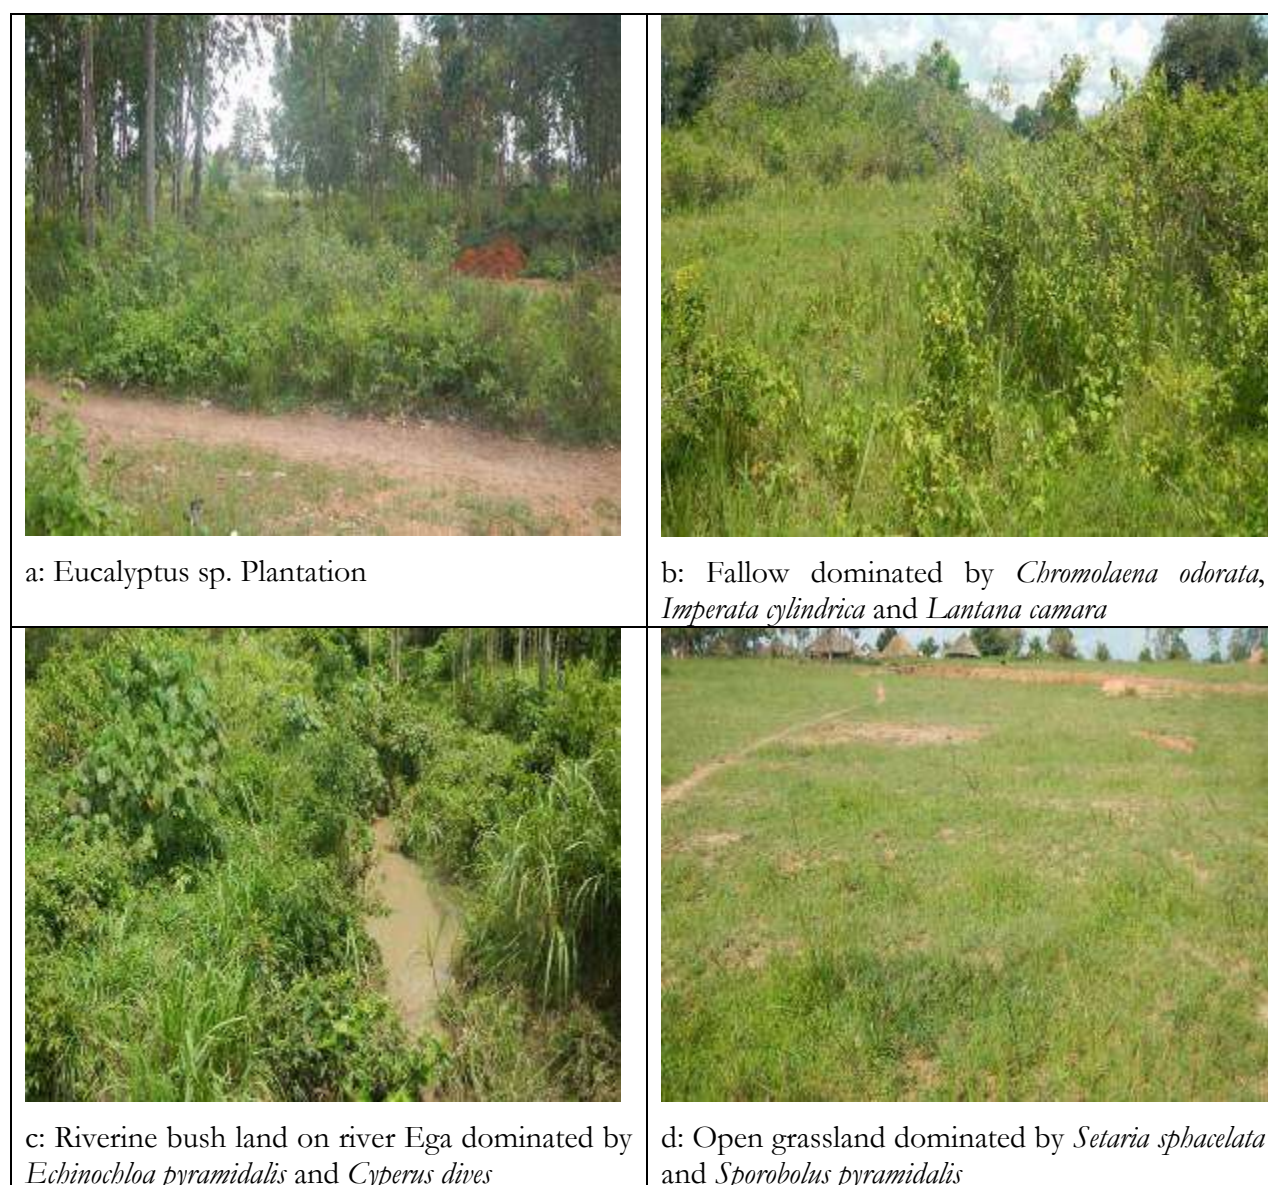 a: Eucalyptus sp. Plantation
b: Fallow dominated by Chromolaena odorata,
Imperata cylindrica and Lantana camara
c: Riverine bush land on river Ega dominated by
Echinochloa pyramidalis and Cyperus dives
d: Open grassland dominated by Setaria sphacelata
and Sporobolus pyramidalis